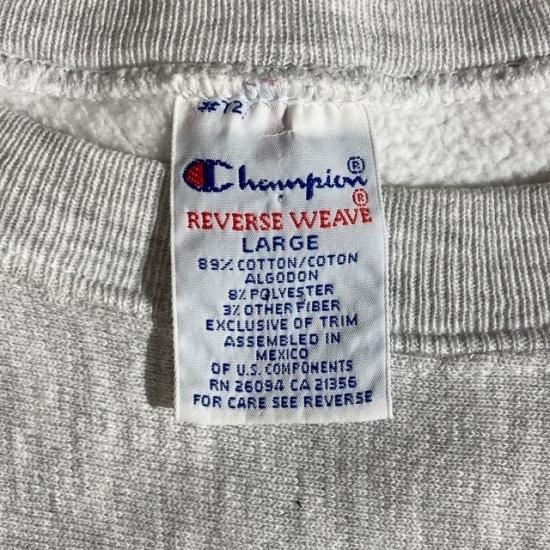 #72
Champion®
REVERSE WEAVE®
LARGE
89% COTTON/COTON
ALGODON
8% POLYESTER
3% OTHER FIBER
EXCLUSIVE OF TRIM
ASSEMBLED IN
MEXICO
OF U.S. COMPONENTS
RN 26094 CA 21356
FOR CARE SEE REVERSE